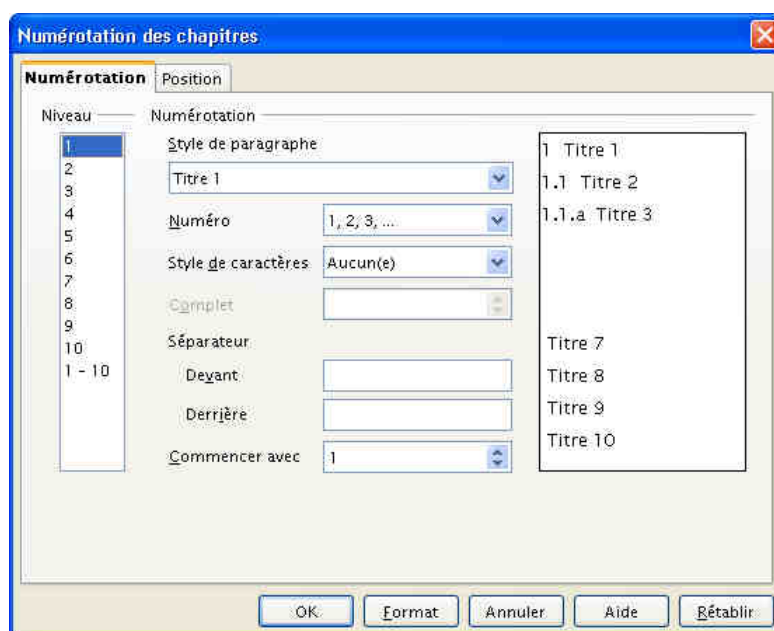 Numérotation des chapitres
Numérotation
Position
Niveau
1
2
3
4
5
6
7
8
9
10
1 - 10
Numérotation
Style de paragraphe
Titre 1
Numéro
1, 2, 3, ...
Style de caractères
Aucun(e)
Complet
Séparateur
Devant
Derrière
Commencer avec
1
1 Titre 1
1.1 Titre 2
1.1.a Titre 3
Titre 7
Titre 8
Titre 9
Titre 10
OK
Format
Annuler
Aide
Rétablir